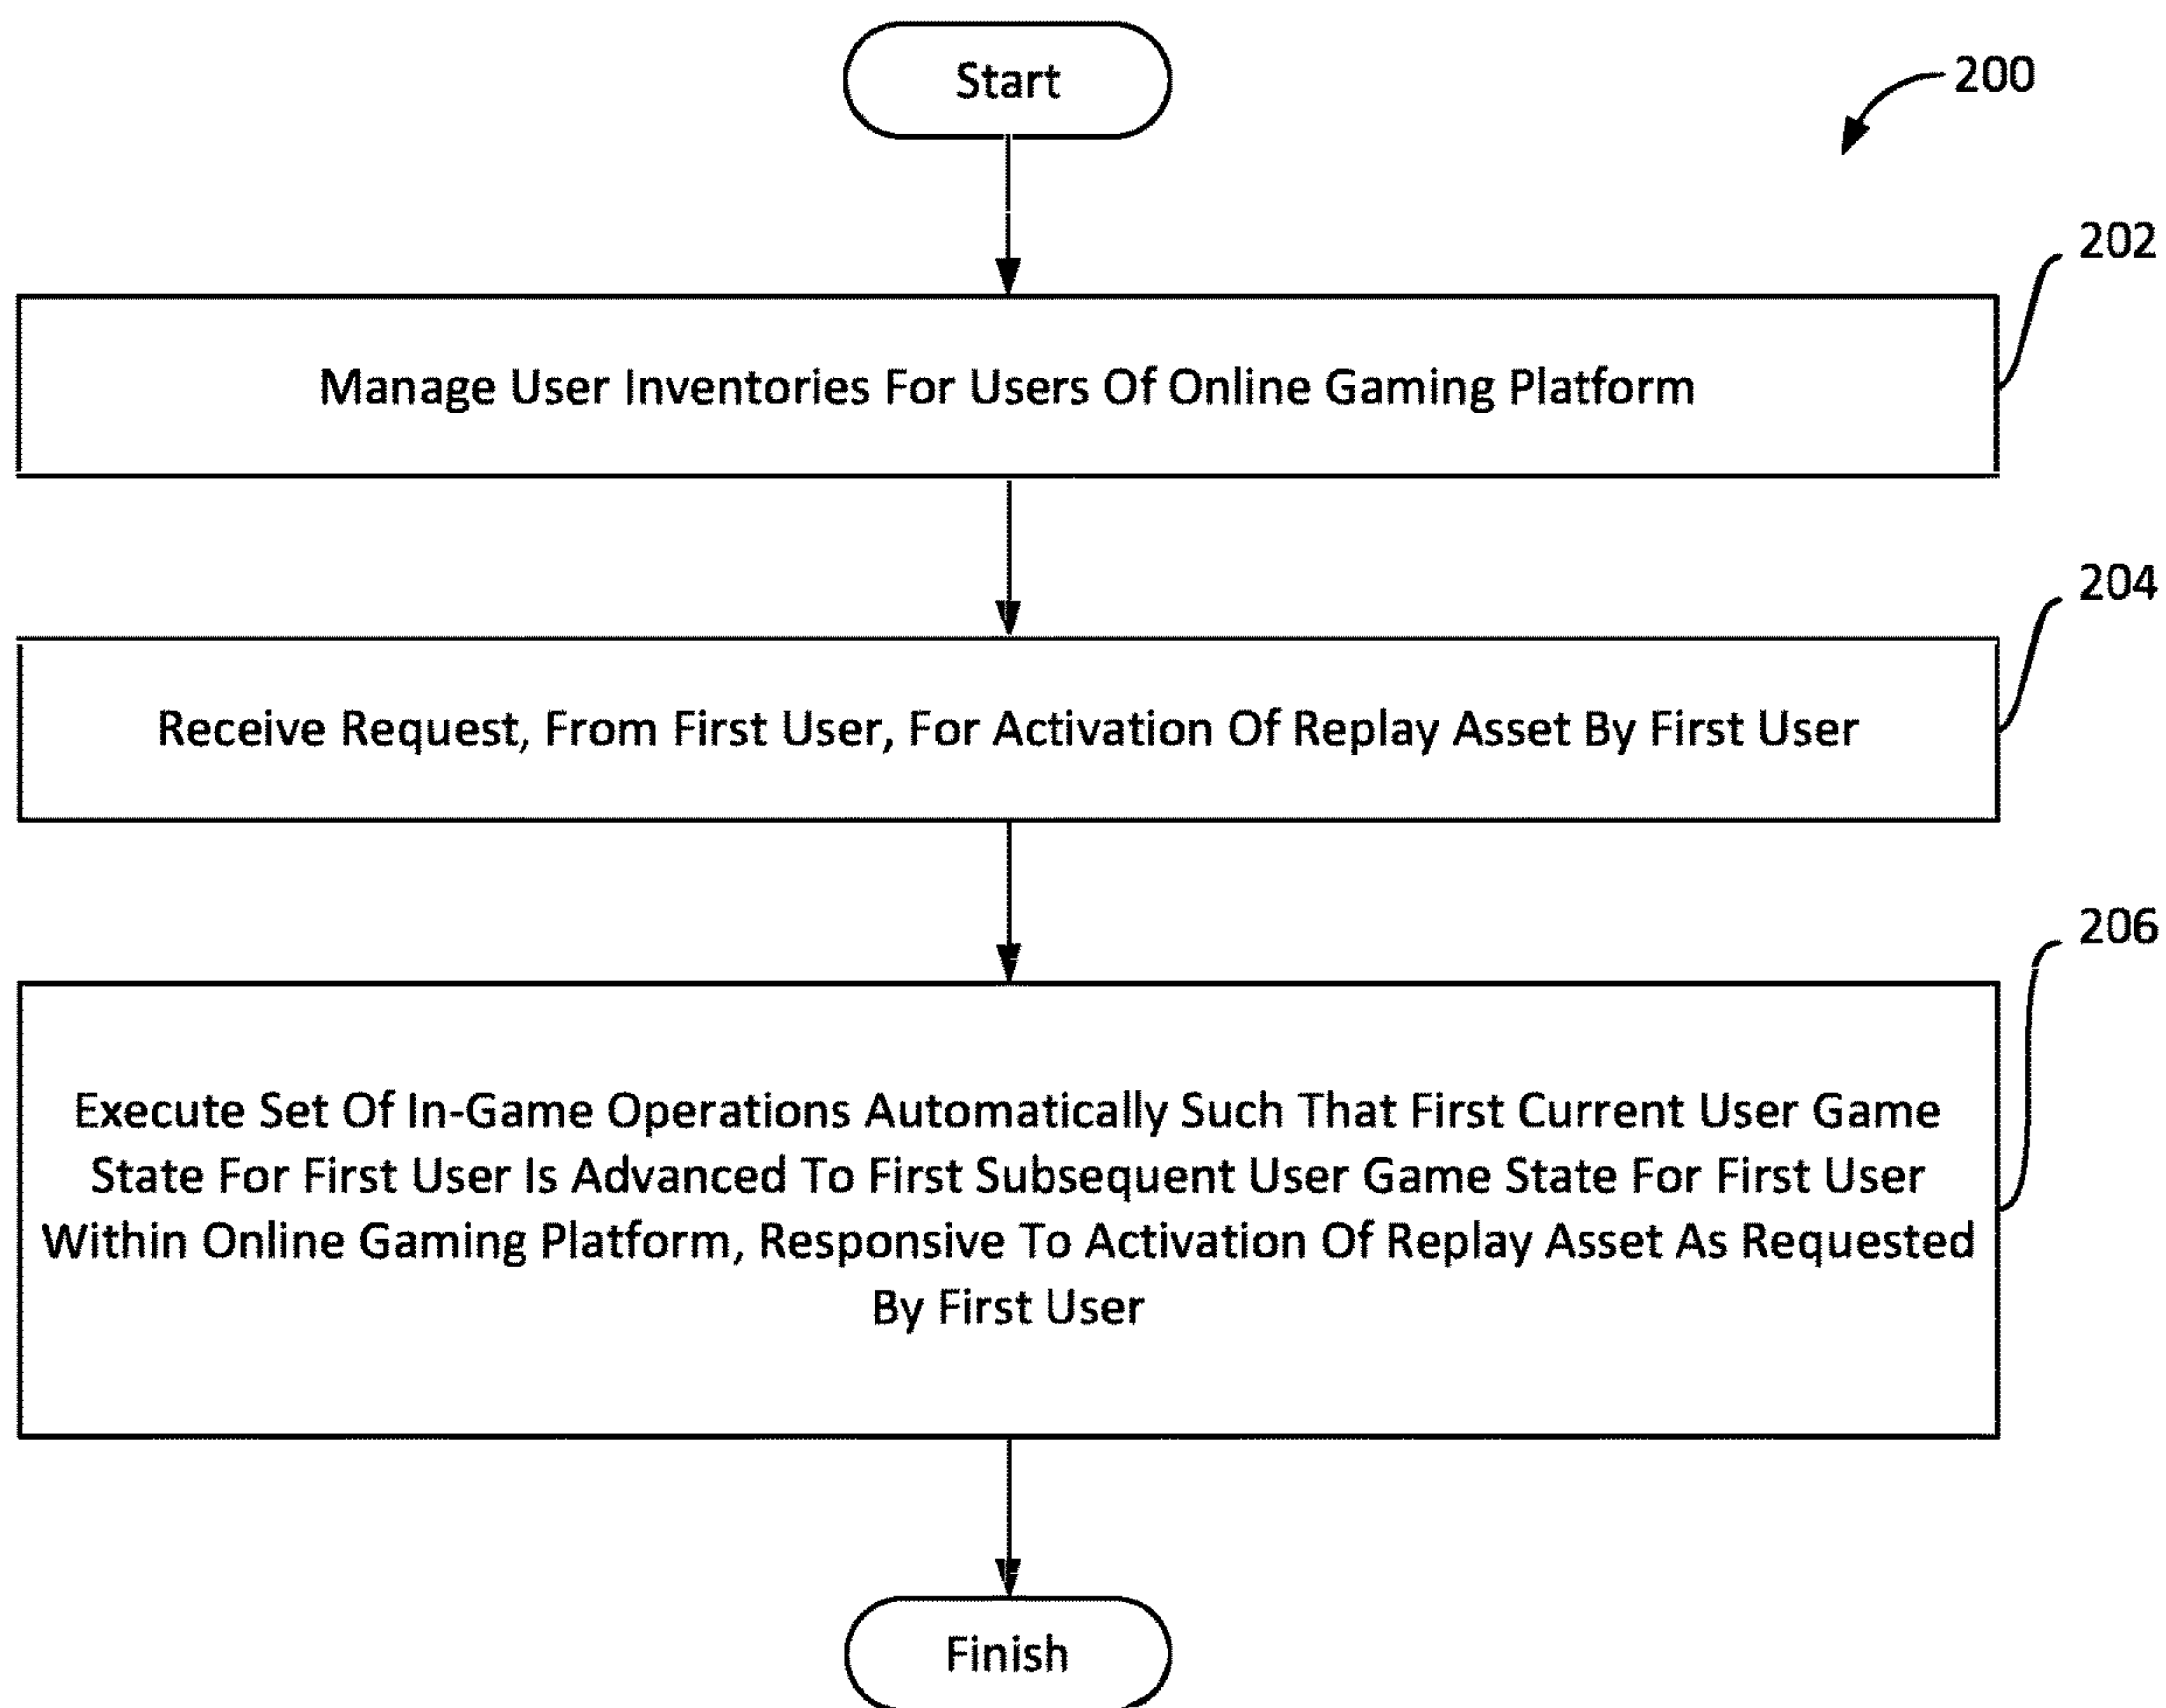 Start
200
202
Manage User Inventories For Users Of Online Gaming Platform
204
Receive Request, From First User, For Activation Of Replay Asset By First User
206
Execute Set Of In-Game Operations Automatically Such That First Current User Game
State For First User Is Advanced To First Subsequent User Game State For First User
Within Online Gaming Platform, Responsive To Activation Of Replay Asset As Requested
By First User
Finish